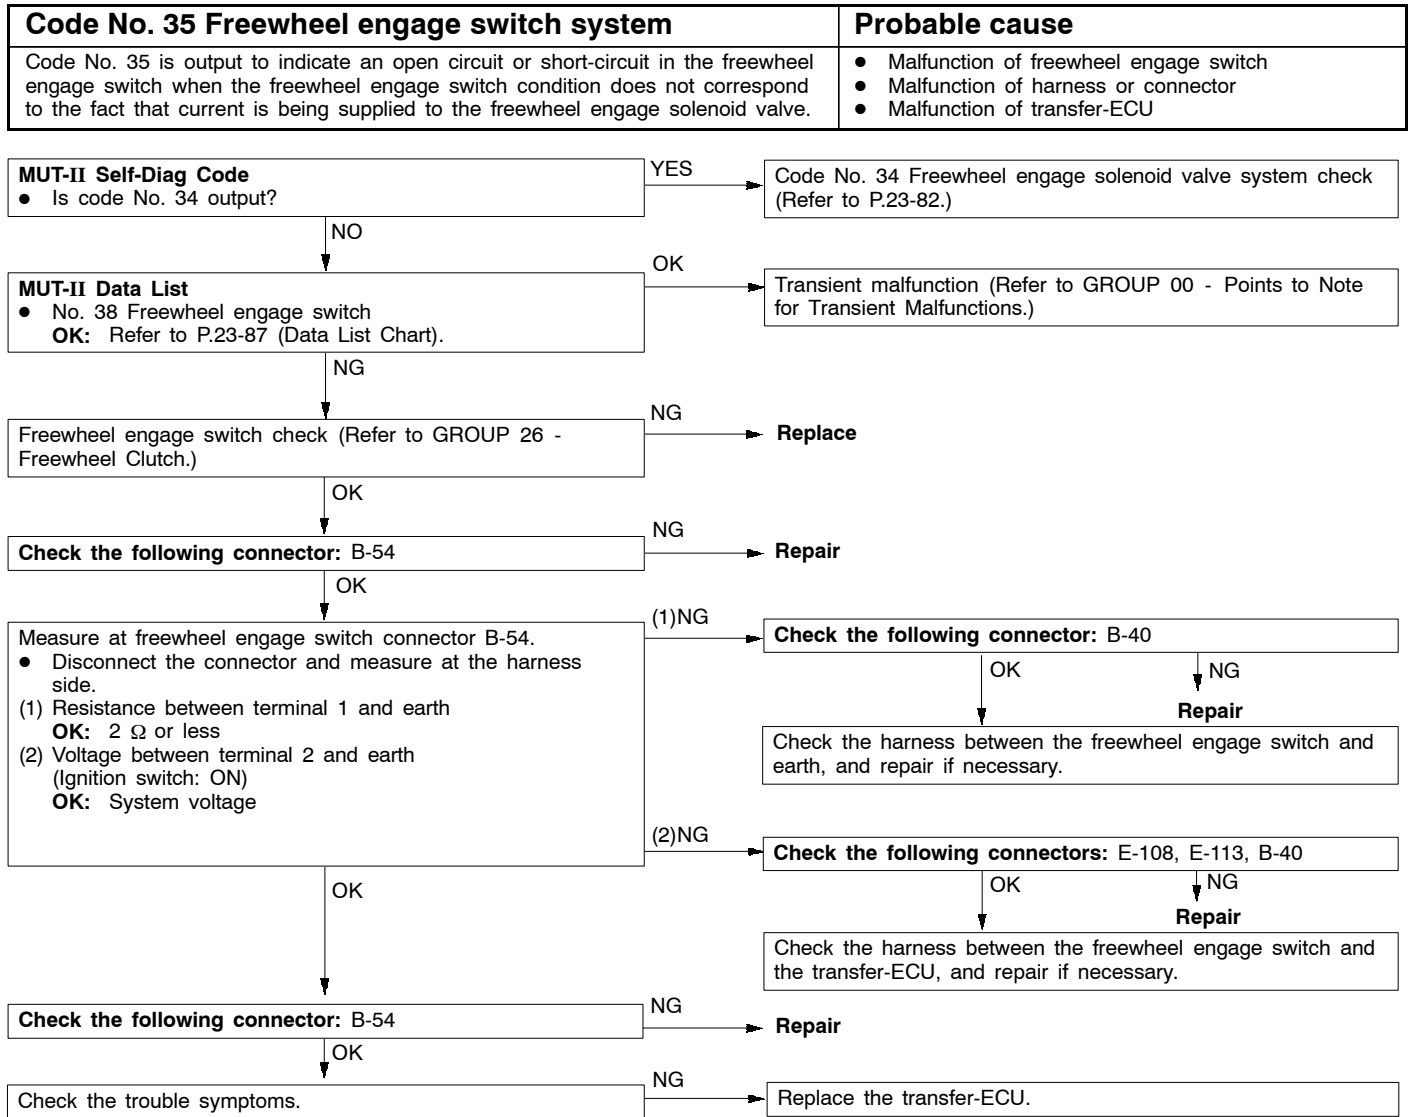 Code No. 35 Freewheel engage switch system
Probable cause
Code No. 35 is output to indicate an open circuit or short-circuit in the freewheel
engage switch when the freewheel engage switch condition does not correspond
to the fact that current is being supplied to the freewheel engage solenoid valve.
● Malfunction of freewheel engage switch
● Malfunction of harness or connector
● Malfunction of transfer-ECU
MUT-II Self-Diag Code
● Is code No. 34 output?
YES
Code No. 34 Freewheel engage solenoid valve system check
(Refer to P.23-82.)
NO
MUT-II Data List
● No. 38 Freewheel engage switch
OK: Refer to P.23-87 (Data List Chart).
OK
Transient malfunction (Refer to GROUP 00 - Points to Note
for Transient Malfunctions.)
NG
Freewheel engage switch check (Refer to GROUP 26 -
Freewheel Clutch.)
NG
Replace
OK
Check the following connector: B-54
NG
Repair
OK
Measure at freewheel engage switch connector B-54.
● Disconnect the connector and measure at the harness
side.
(1) Resistance between terminal 1 and earth
OK: 2 Ω or less
(2) Voltage between terminal 2 and earth
(Ignition switch: ON)
OK: System voltage
(1)NG
Check the following connector: B-40
OK
NG
Repair
Check the harness between the freewheel engage switch and
earth, and repair if necessary.
(2)NG
Check the following connectors: E-108, E-113, B-40
OK
NG
Repair
Check the harness between the freewheel engage switch and
the transfer-ECU, and repair if necessary.
OK
Check the following connector: B-54
NG
Repair
OK
Check the trouble symptoms.
NG
Replace the transfer-ECU.